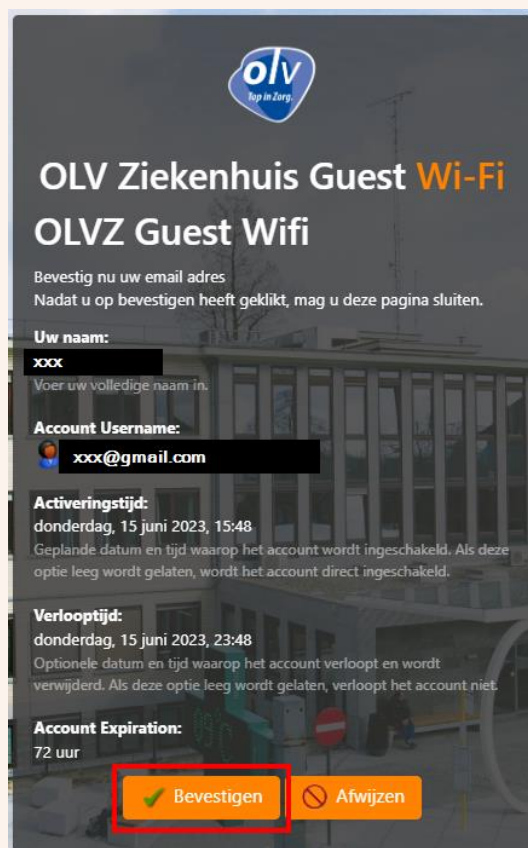 olv
Top in Zorg.
OLV Ziekenhuis Guest Wi-Fi
OLVZ Guest Wifi
Bevestig nu uw email adres
Nadat u op bevestigen heeft geklikt, mag u deze pagina sluiten.
Uw naam:
xxx
Voer uw volledige naam in.
Account Username:
xxx@gmail.com
Activeringstijd:
donderdag, 15 juni 2023, 15:48
Geplande datum en tijd waarop het account wordt ingeschakeld. Als deze
optie leeg wordt gelaten, wordt het account direct ingeschakeld.
Verlooptijd:
donderdag, 15 juni 2023, 23:48
Optionele datum en tijd waarop het account verloopt en wordt
verwijderd. Als deze optie leeg wordt gelaten, verloopt het account niet.
Account Expiration:
72 uur
Bevestigen
Afwijzen